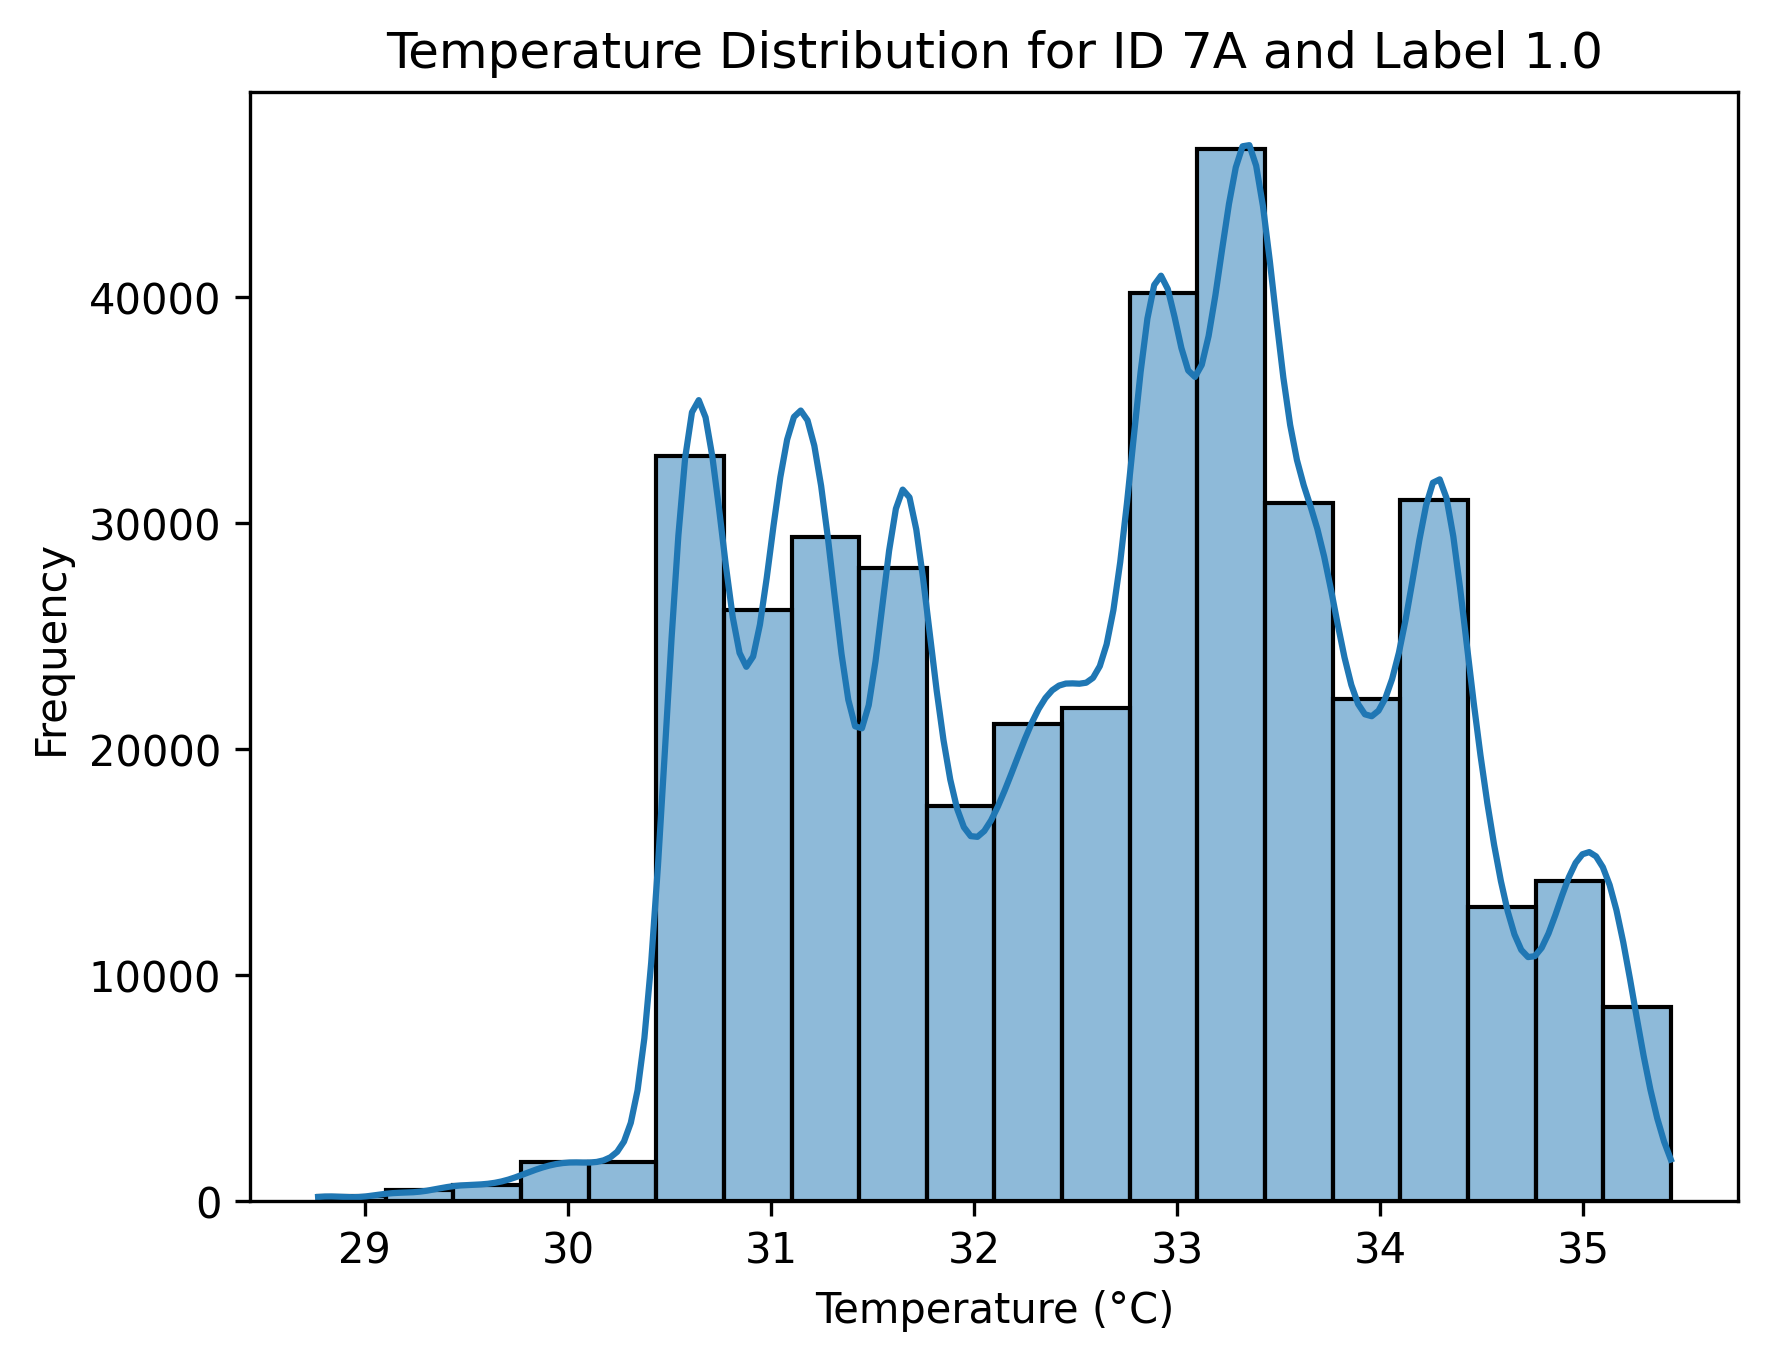 Temperature Distribution for ID 7A and Label 1.0
Frequency
40000
30000
20000
10000
0
29 30 31 32 33 34 35
Temperature (°C)